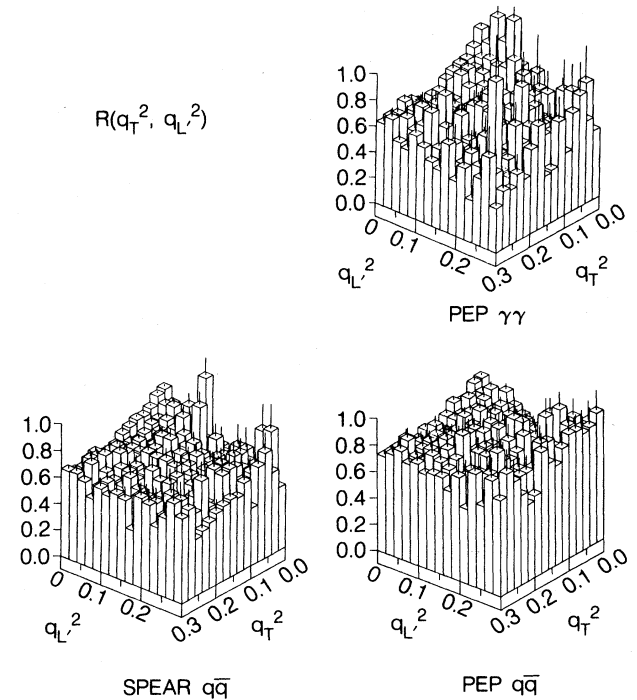 R(q_T^2, q_L'^2)
1.0
0.8
0.6
0.4
0.2
0.0
0 0.1 0.2 0.3 0.2 0.1 0.0
q_L'^2 q_T^2
PEP γγ
1.0 1.0
0.8 0.8
0.6 0.6
0.4 0.4
0.2 0.2
0.0 0.0
0 0.1 0.2 0.3 0.2 0.1 0.0 0 0.1 0.2 0.3 0.2 0.1 0.0
q_L'^2 q_T^2 q_L'^2 q_T^2
SPEAR qq̅ PEP qq̅